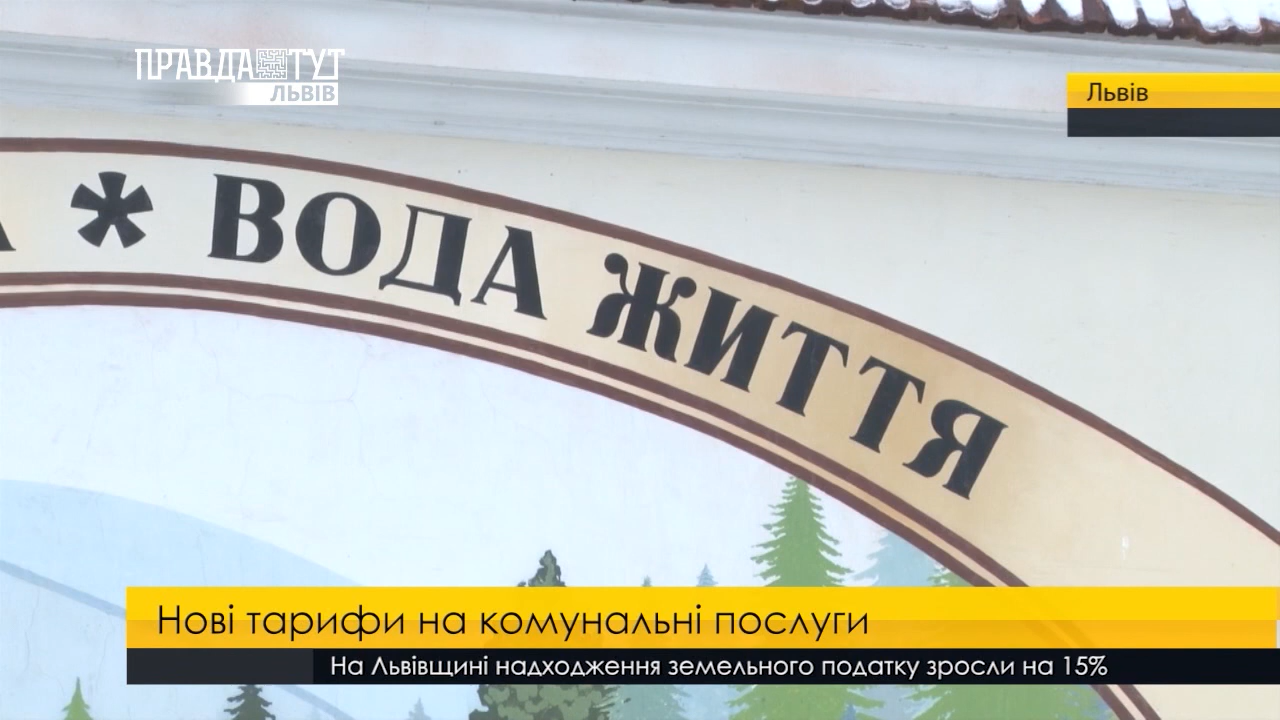 ПРАВДА ТУТ
ЛЬВІВ
Львів
* ВОДА ЖИТТЯ
Нові тарифи на комунальні послуги
На Львівщині надходження земельного податку зросли на 15%